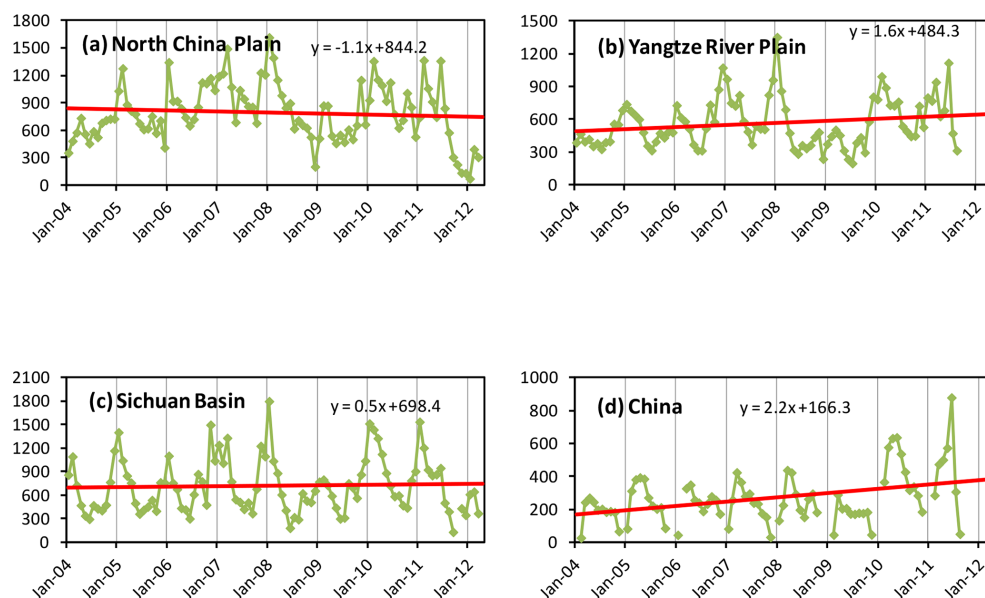 (a) North China Plain
y = -1.1x +844.2
1800
1500
1200
900
600
300
0
Jan-04
Jan-05
Jan-06
Jan-07
Jan-08
Jan-09
Jan-10
Jan-11
Jan-12
(b) Yangtze River Plain
y = 1.6x +484.3
1500
1200
900
600
300
0
Jan-04
Jan-05
Jan-06
Jan-07
Jan-08
Jan-09
Jan-10
Jan-11
Jan-12
(c) Sichuan Basin
y = 0.5x +698.4
2100
1800
1500
1200
900
600
300
0
Jan-04
Jan-05
Jan-06
Jan-07
Jan-08
Jan-09
Jan-10
Jan-11
Jan-12
(d) China
y = 2.2x +166.3
1000
800
600
400
200
0
Jan-04
Jan-05
Jan-06
Jan-07
Jan-08
Jan-09
Jan-10
Jan-11
Jan-12